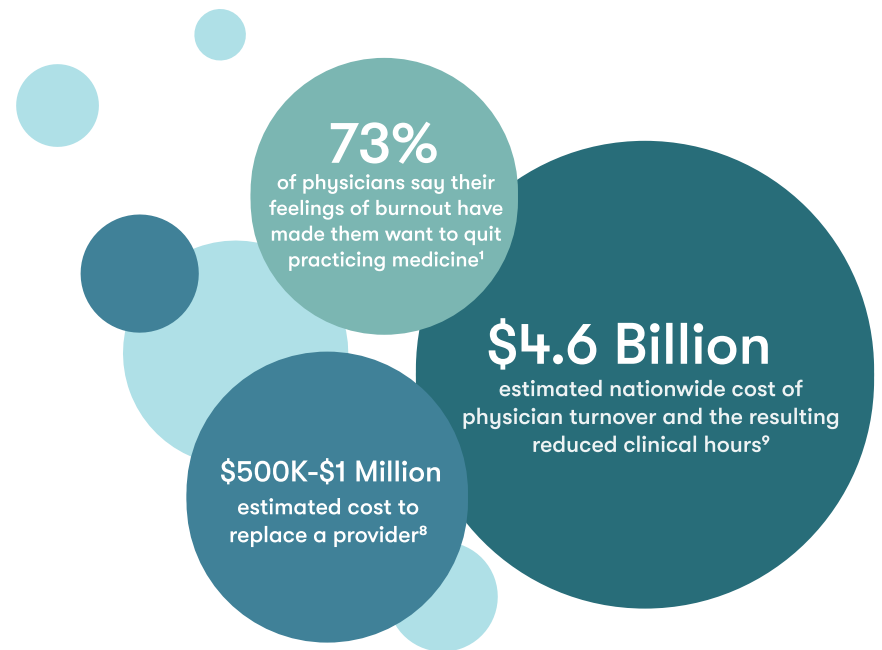 73%
of physicians say their
feelings of burnout have
made them want to quit
practicing medicine¹
$4.6 Billion
estimated nationwide cost of
physician turnover and the resulting
reduced clinical hours⁹
$500K-$1 Million
estimated cost to
replace a provider⁸